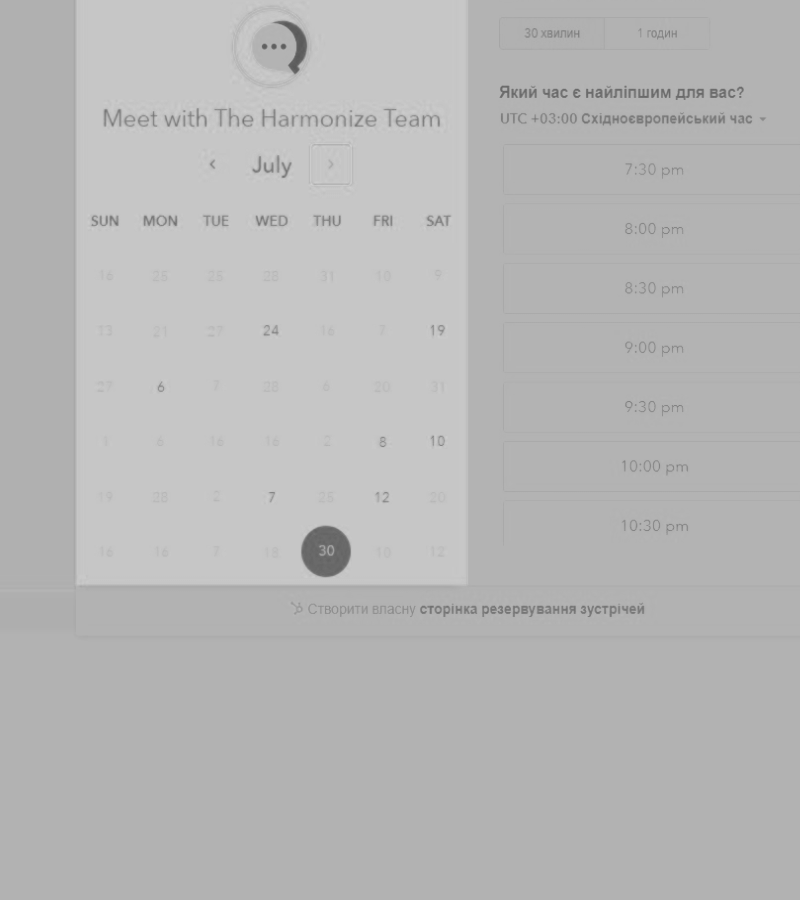 Meet with The Harmonize Team
July
SUN MON TUE WED THU FRI SAT
16 25 25 28 31 10 9
13 21 27 24 16 7 19
27 6 7 28 6 20 31
6 16 16 2 8 10
19 28 2 7 25 12 20
16 16 7 18 30 10 12
30 хвилин 1 годин
Який час є найліпшим для вас?
UTC +03:00 Східноєвропейський час
7:30 pm
8:00 pm
8:30 pm
9:00 pm
9:30 pm
10:00 pm
10:30 pm
Створити власну сторінка резервування зустрічей